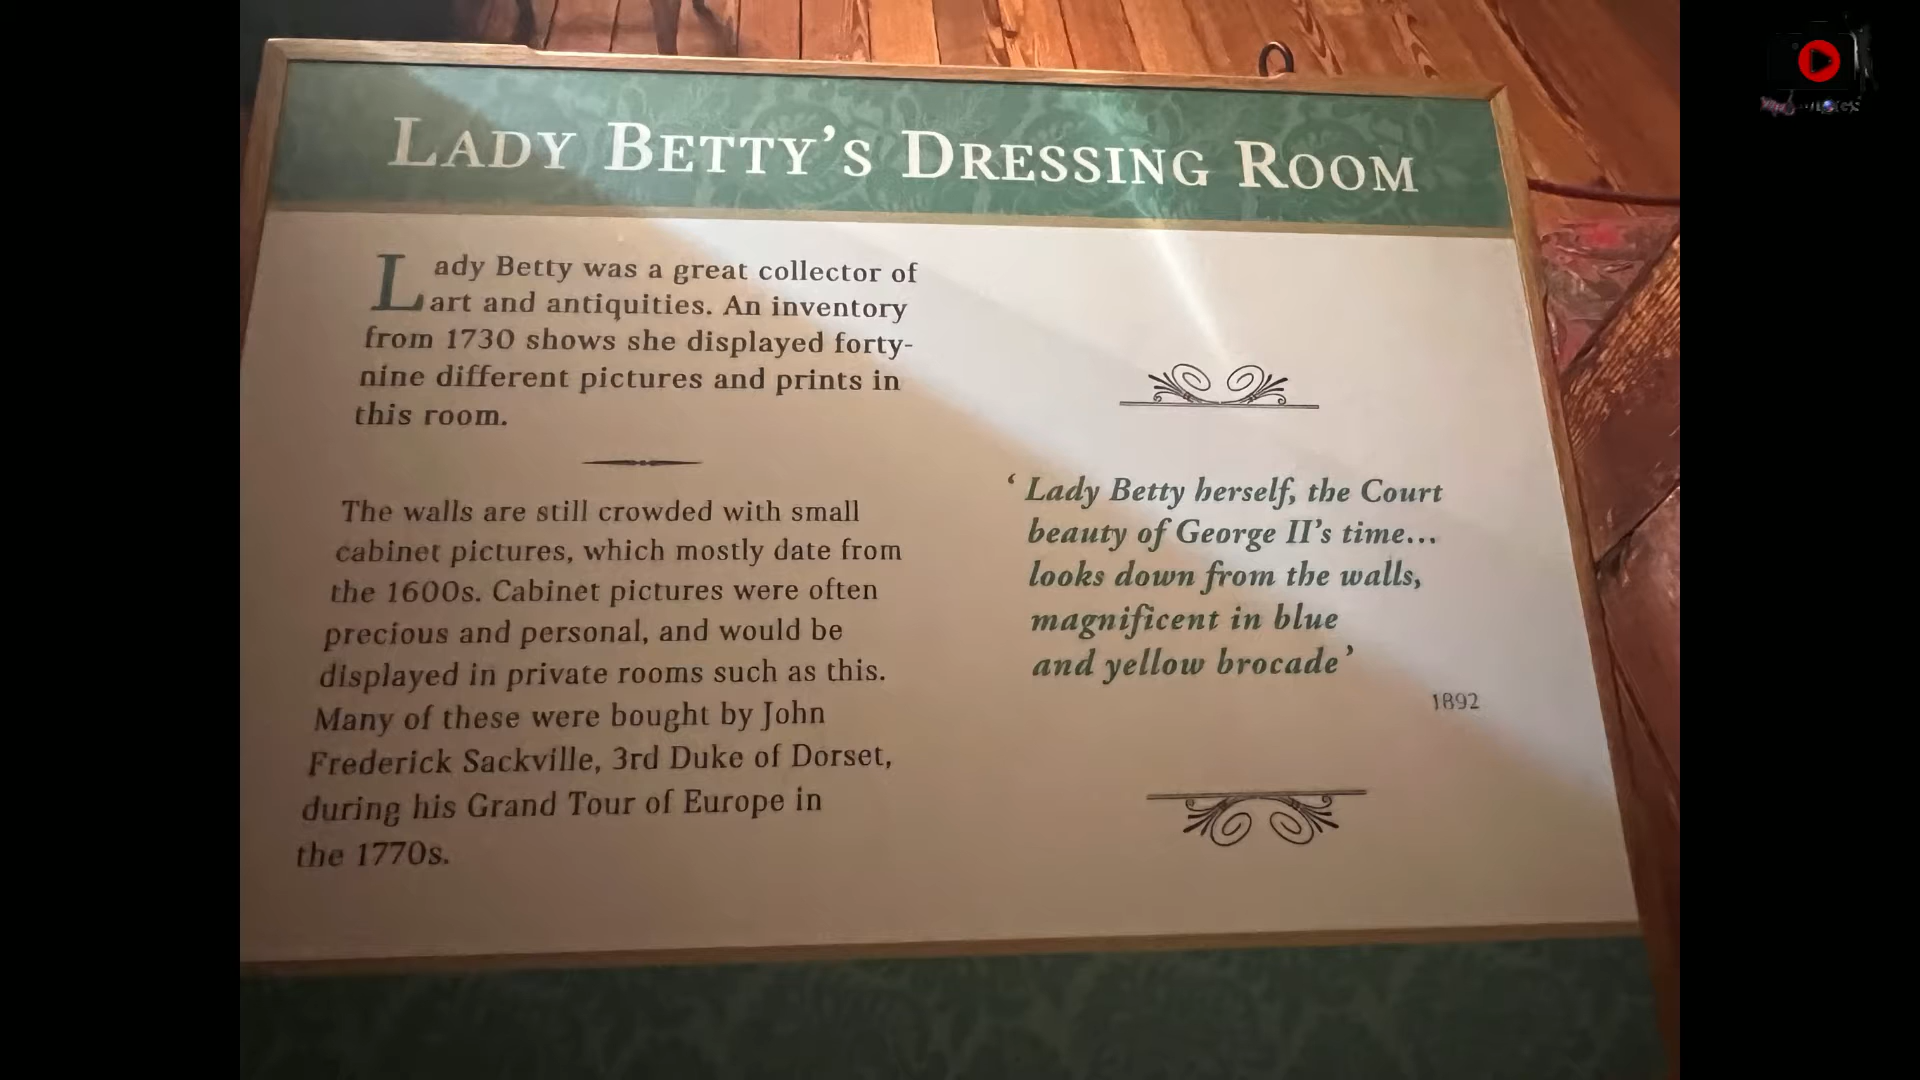 LADY BETTY'S DRESSING ROOM
Lady Betty was a great collector of
art and antiquities. An inventory
from 1730 shows she displayed forty-
nine different pictures and prints in
this room.
The walls are still crowded with small
cabinet pictures, which mostly date from
the 1600s. Cabinet pictures were often
precious and personal, and would be
displayed in private rooms such as this.
Many of these were bought by John
Frederick Sackville, 3rd Duke of Dorset,
during his Grand Tour of Europe in
the 1770s.
‘Lady Betty herself, the Court
beauty of George II's time...
looks down from the walls,
magnificent in blue
and yellow brocade’
1892